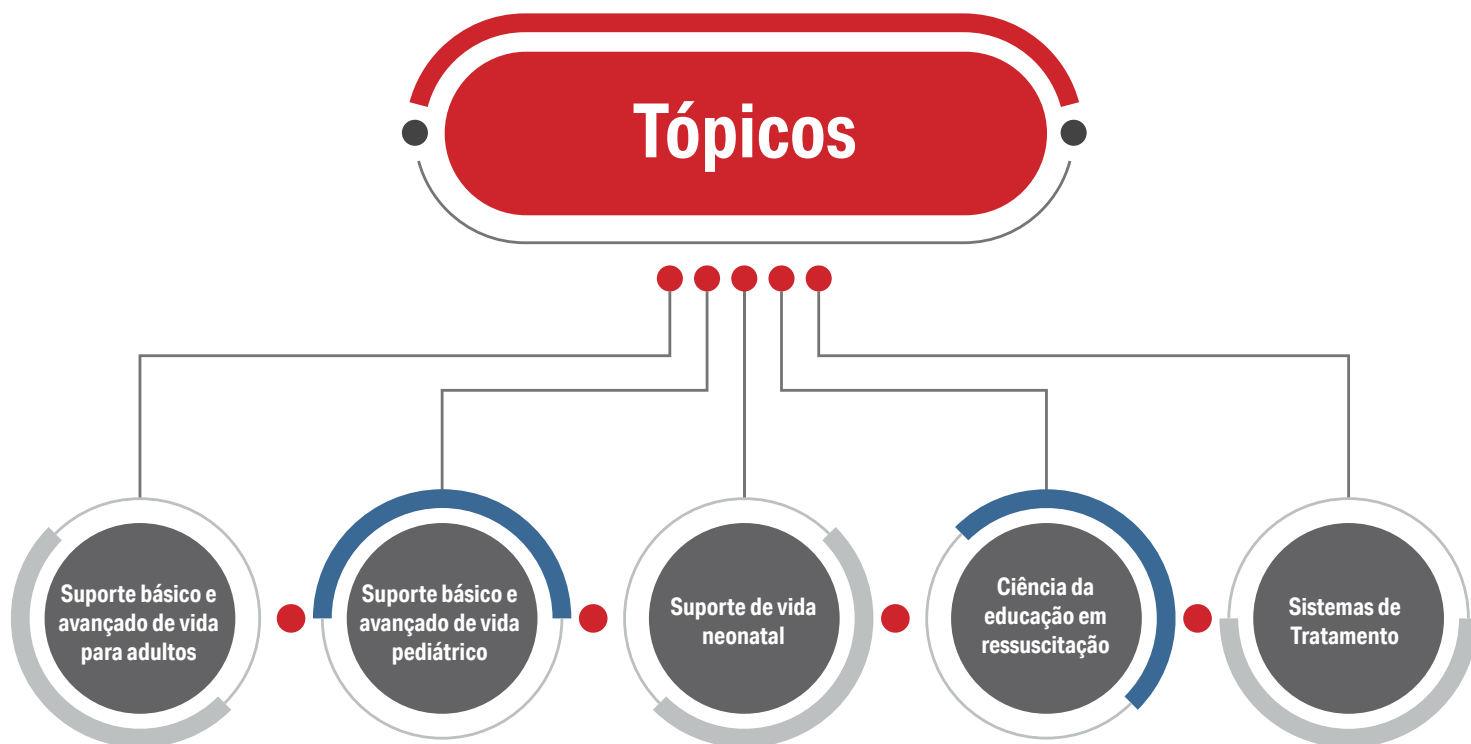 Tópicos
Suporte básico e
avançado de vida
para adultos
Suporte básico e
avançado de vida
pediátrico
Suporte de vida
neonatal
Ciência da
educação em
ressuscitação
Sistemas de
Tratamento